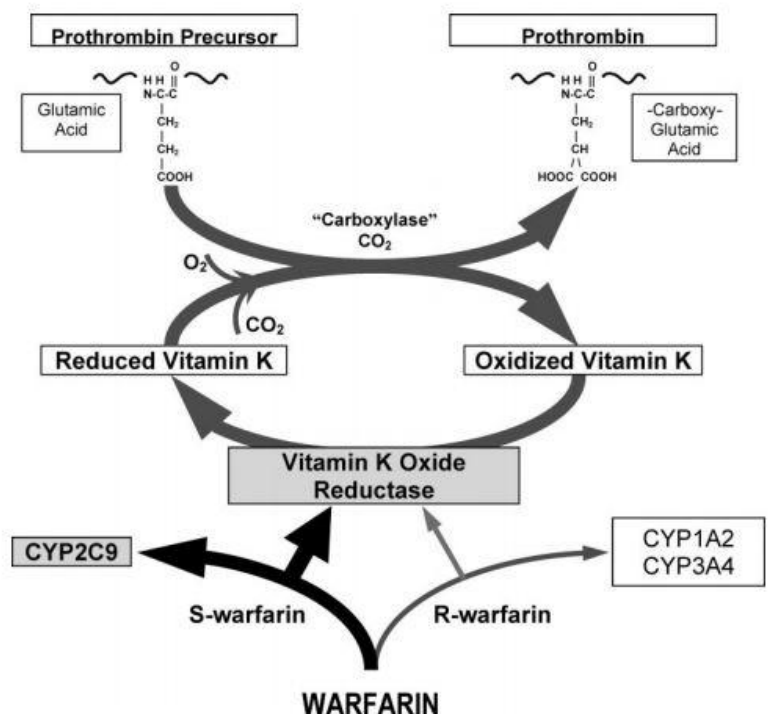 Prothrombin Precursor
Prothrombin
O
H H ||
N-C-C
|
CH₂
|
CH₂
|
COOH
Glutamic
Acid
O
H H ||
N-C-C
|
CH₂
|
CH
/\
HOOC COOH
-Carboxy-
Glutamic
Acid
“Carboxylase”
CO₂
O₂
CO₂
Reduced Vitamin K
Oxidized Vitamin K
Vitamin K Oxide
Reductase
CYP2C9
CYP1A2
CYP3A4
S-warfarin
R-warfarin
WARFARIN